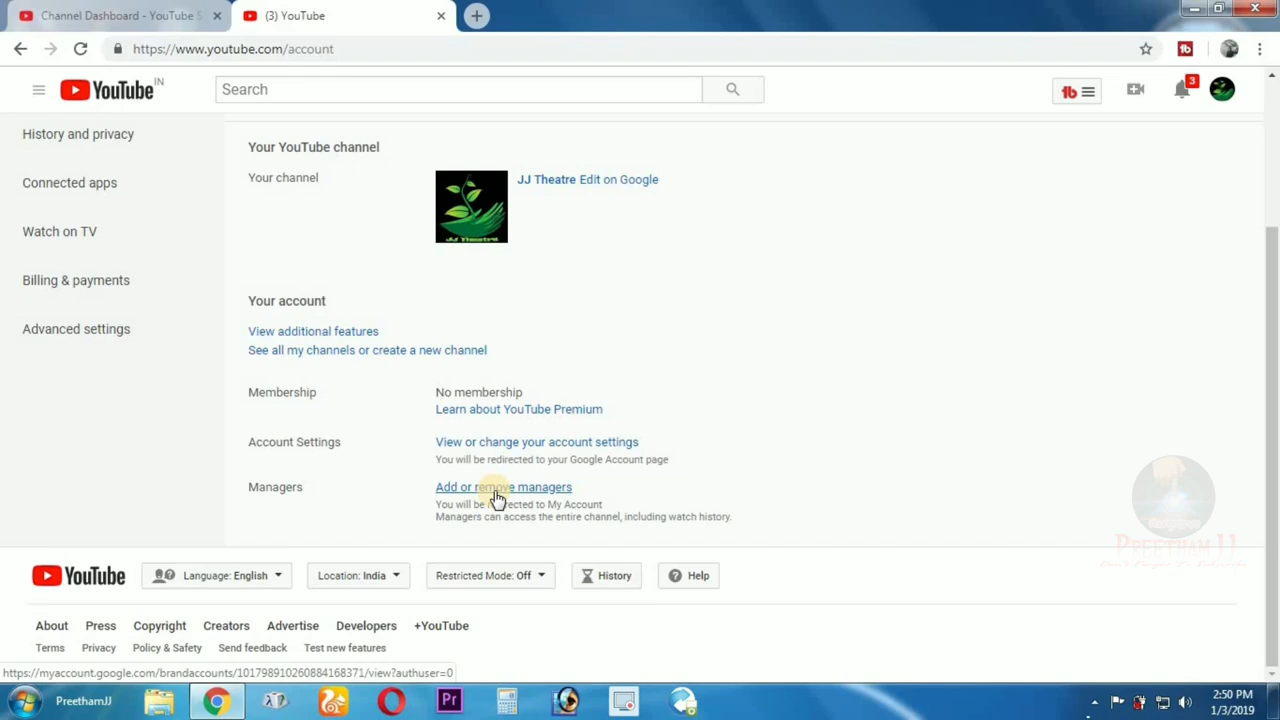 Channel Dashboard - YouTube S
(3) YouTube
https://www.youtube.com/account
YouTube IN
Search
3
History and privacy
Connected apps
Watch on TV
Billing & payments
Advanced settings
Your YouTube channel
Your channel
JJ Theatre
JJ Theatre Edit on Google
Your account
View additional features
See all my channels or create a new channel
Membership
No membership
Learn about YouTube Premium
Account Settings
View or change your account settings
You will be redirected to your Google Account page
Managers
Add or remove managers
You will be redirected to My Account
Managers can access the entire channel, including watch history.
PREETHAM JJ
YouTube
Language: English
Location: India
Restricted Mode: Off
History
Help
About Press Copyright Creators Advertise Developers +YouTube
Terms Privacy Policy & Safety Send feedback Test new features
https://myaccount.google.com/brandaccounts/101798910260884168371/view?authuser=0
PreethamJJ
Pr
2:50 PM
1/3/2019